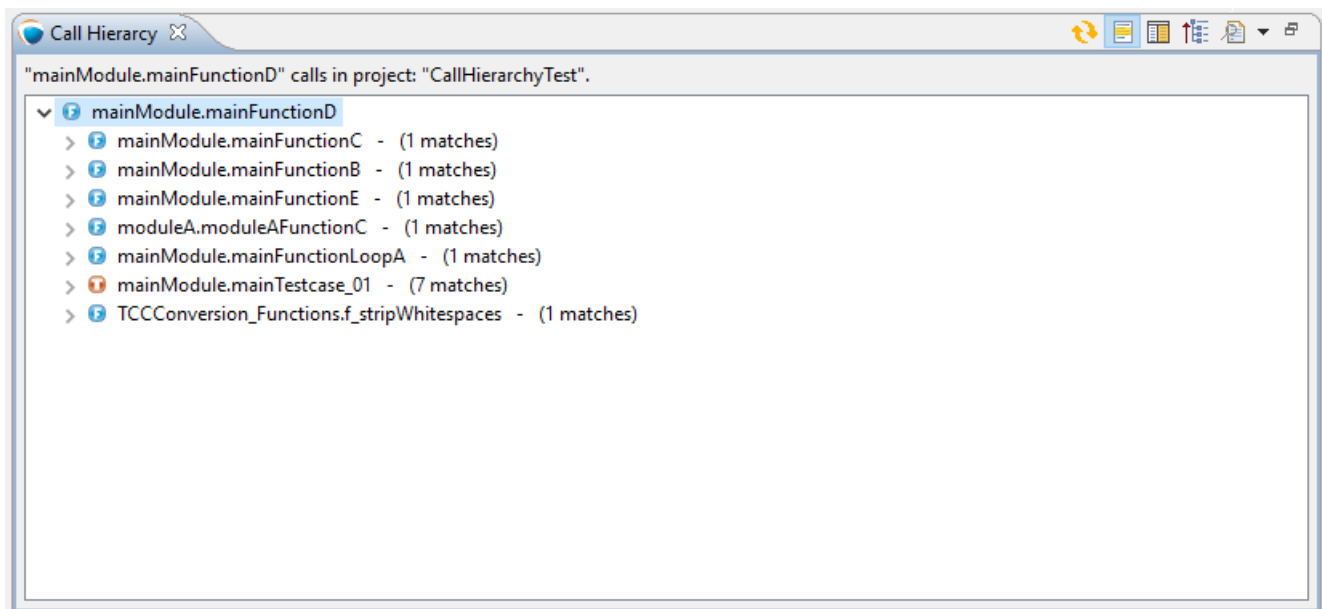 Call Hierarcy
"mainModule.mainFunctionD" calls in project: "CallHierarchyTest".
mainModule.mainFunctionD
mainModule.mainFunctionC - (1 matches)
mainModule.mainFunctionB - (1 matches)
mainModule.mainFunctionE - (1 matches)
moduleA.moduleAFunctionC - (1 matches)
mainModule.mainFunctionLoopA - (1 matches)
mainModule.mainTestcase_01 - (7 matches)
TCCConversion_Functions.f_stripWhitespaces - (1 matches)